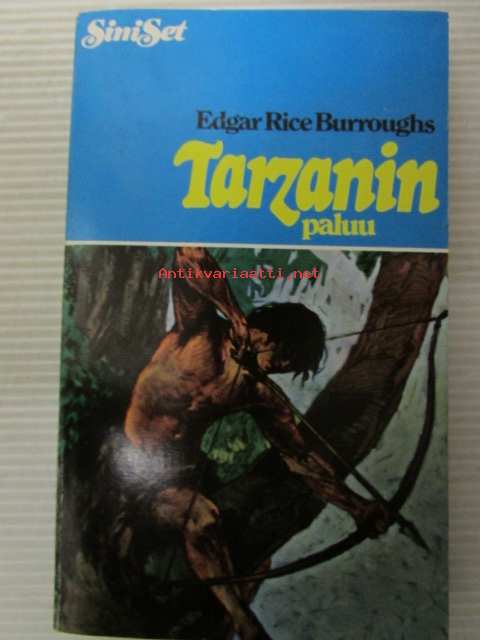 SiniSet
Edgar Rice Burroughs
Tarzanin
paluu
Antikvariaatti.net